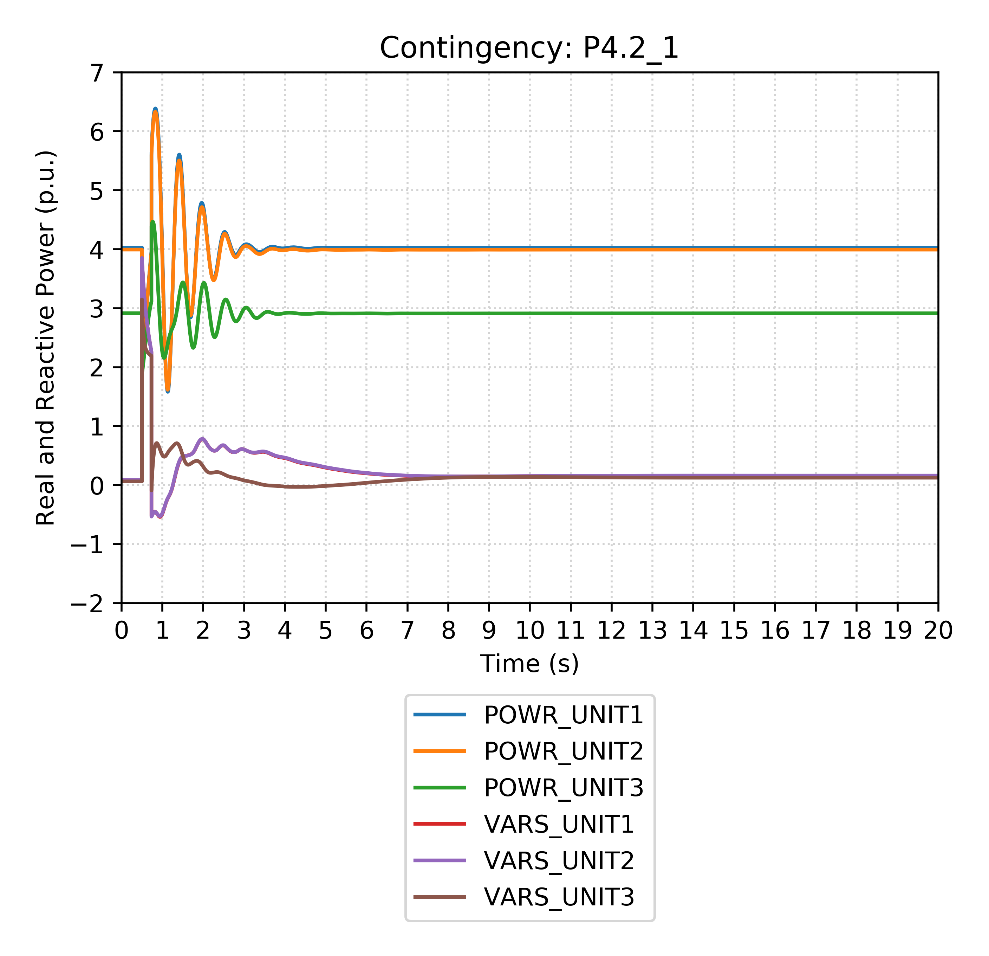 Contingency: P4.2_1
Real and Reactive Power (p.u.)
7
6
5
4
3
2
1
0
−1
−2
0 1 2 3 4 5 6 7 8 9 10 11 12 13 14 15 16 17 18 19 20
Time (s)
POWR_UNIT1
POWR_UNIT2
POWR_UNIT3
VARS_UNIT1
VARS_UNIT2
VARS_UNIT3